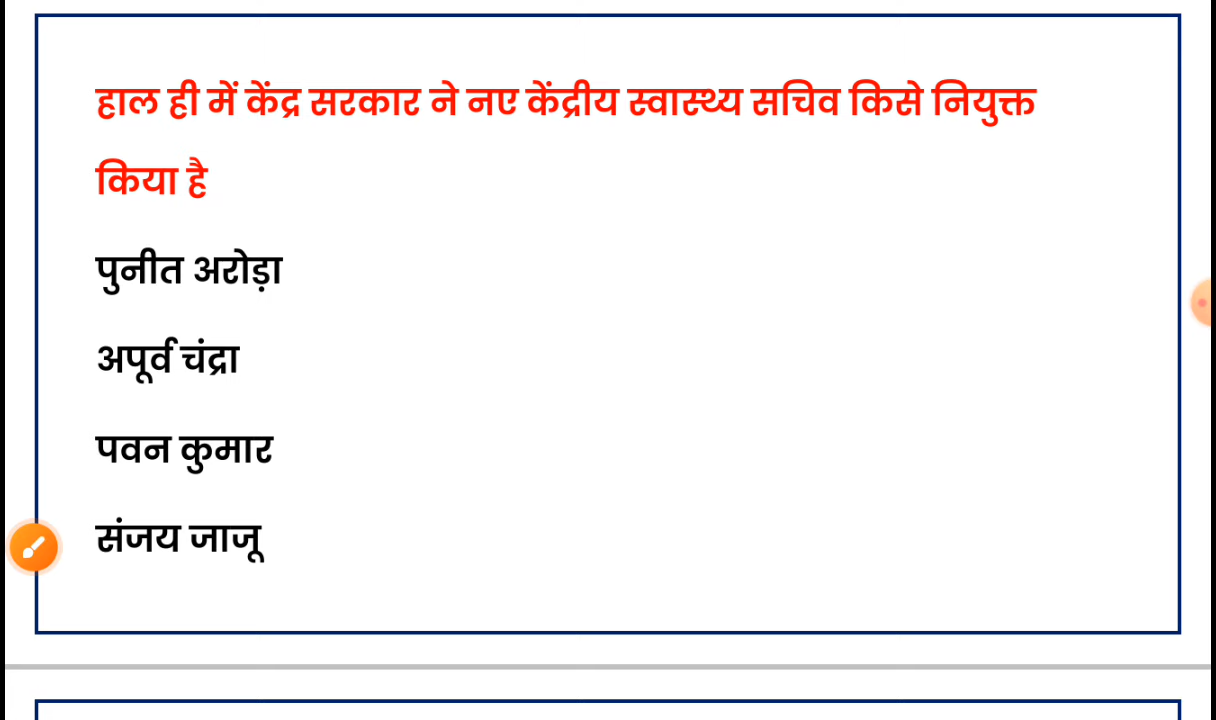 हाल ही में केंद्र सरकार ने नए केंद्रीय स्वास्थ्य सचिव किसे नियुक्त
किया है
पुनीत अरोड़ा
अपूर्व चंद्रा
पवन कुमार
संजय जाजू